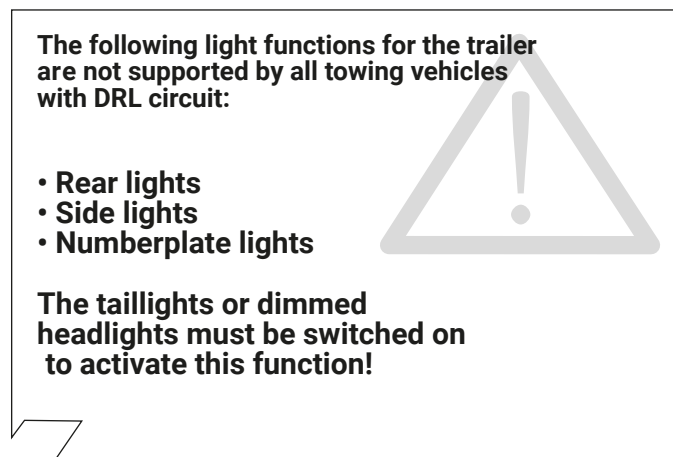 The following light functions for the trailer
are not supported by all towing vehicles
with DRL circuit:
• Rear lights
• Side lights
• Numberplate lights
The taillights or dimmed
headlights must be switched on
to activate this function!